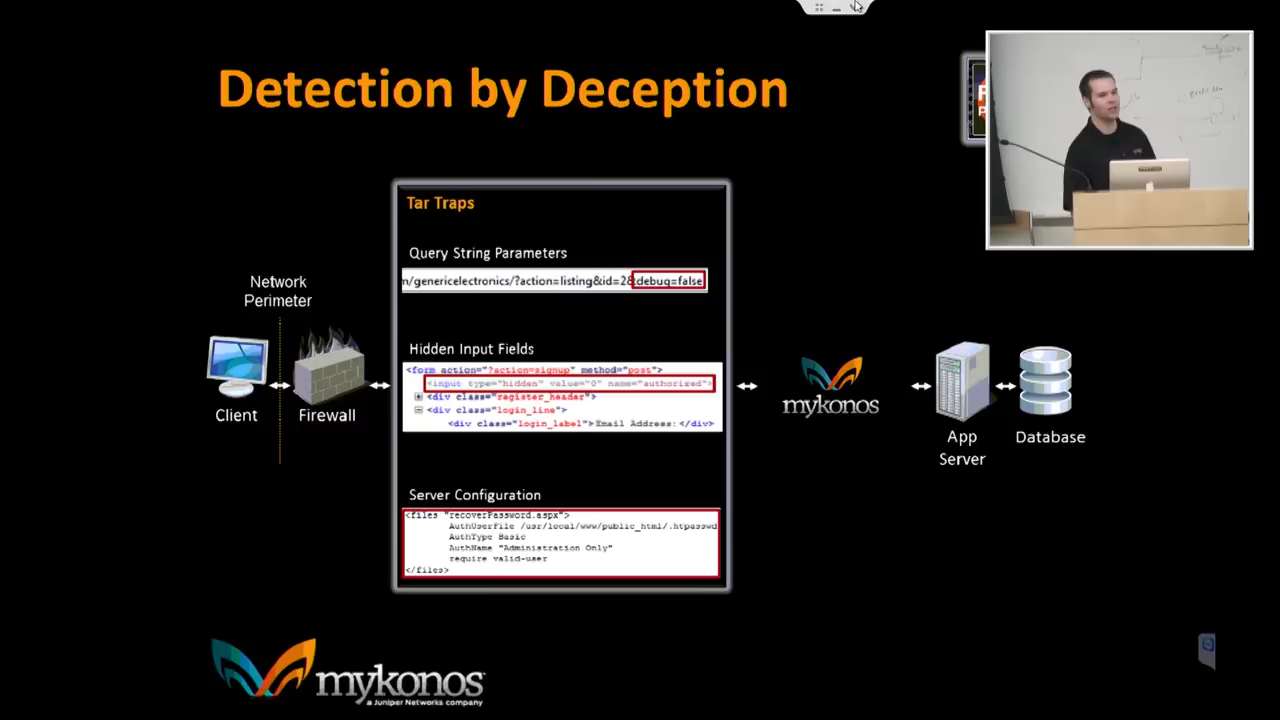 Detection by Deception
Tar Traps
Query String Parameters
n/genericelectronics/?action=listing&id=2&debug=false
Network
Perimeter
Hidden Input Fields
<form action="?action=signup" method="post">
<input type="hidden" value="0" name="authorized">
<div class="register_header">
<div class="login_line">
<div class="login_label">Email Address:</div>
Client
Firewall
mykonos
App
Server
Database
Server Configuration
<files "recoverPassword.aspx">
AuthUserFile /usr/local/www/public_html/.htpasswd
AuthType Basic
AuthName "Administration Only"
require valid-user
</files>
mykonos
a Juniper Networks company